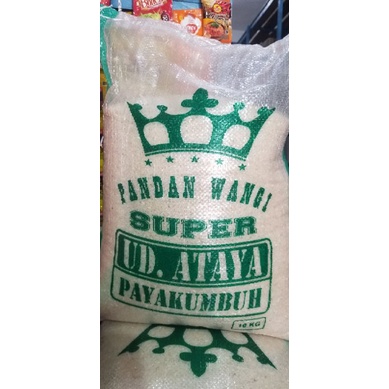 PANDAN WANGI
SUPER
UD. ATAYA
PAYAKUMBUH
10 KG